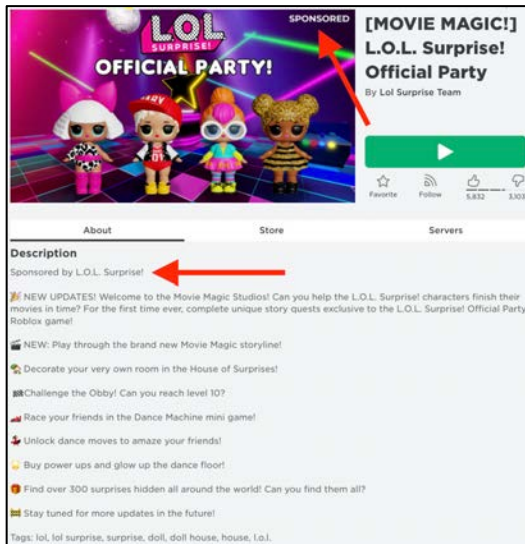 LOL
SURPRISE!
OFFICIAL PARTY!
SPONSORED
[MOVIE MAGIC!]
L.O.L. Surprise!
Official Party
By Lol Surprise Team
Favorite Follow 5,832 3,103
About Store Servers
Description
Sponsored by L.O.L. Surprise!
🎉 NEW UPDATES! Welcome to the Movie Magic Studios! Can you help the L.O.L. Surprise! characters finish their
movies in time? For the first time ever, complete unique story quests exclusive to the L.O.L. Surprise! Official Party
Roblox game!
🎬 NEW: Play through the brand new Movie Magic storyline!
🏡 Decorate your very own room in the House of Surprises!
🏁Challenge the Obby! Can you reach level 10?
🏎️ Race your friends in the Dance Machine mini game!
💃 Unlock dance moves to amaze your friends!
🌟 Buy power ups and glow up the dance floor!
🎁 Find over 300 surprises hidden all around the world! Can you find them all?
🚧 Stay tuned for more updates in the future!
Tags: lol, lol surprise, surprise, doll, doll house, house, l.o.l.